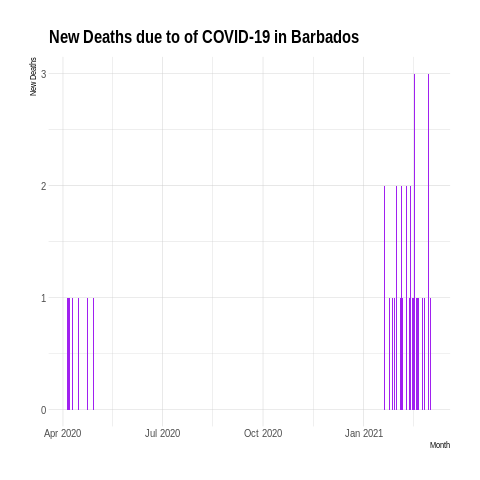 New Deaths due to of COVID-19 in Barbados
New Deaths
3
2
1
0
Apr 2020 Jul 2020 Oct 2020 Jan 2021
Month